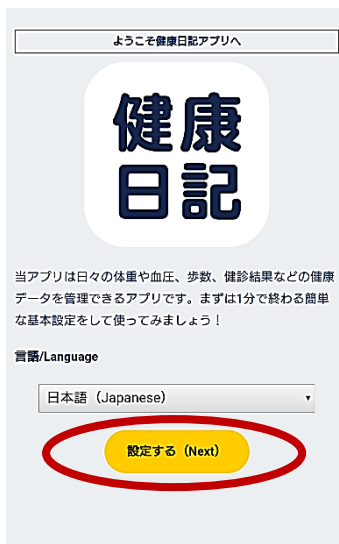 ようこそ健康日記アプリへ
健康
日記
当アプリは日々の体重や血圧、歩数、健診結果などの健康
データを管理できるアプリです。まずは1分で終わる簡単
な基本設定をして使ってみましょう！
言語/Language
日本語（Japanese）
設定する（Next）